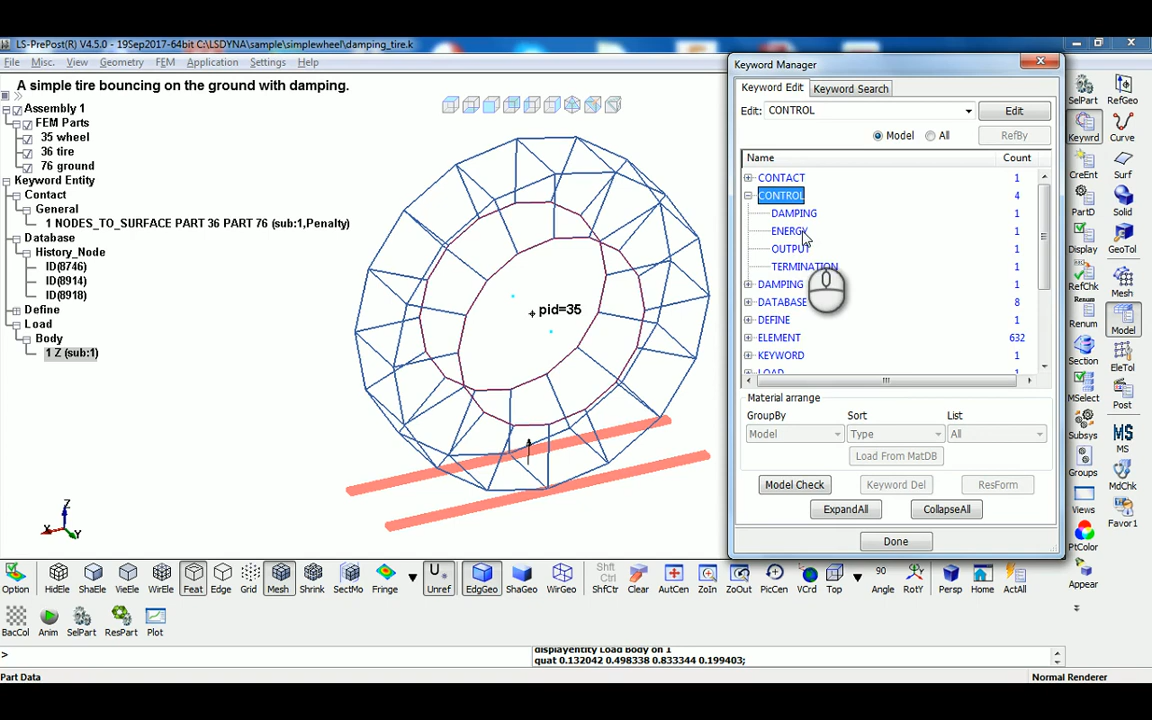 LS-PrePost(R) V4.5.0 - 19Sep2017-64bit C:\LSDYNA\sample\simplewheel\damping_tire.k
File Misc. View Geometry FEM Application Settings Help
A simple tire bouncing on the ground with damping.
Assembly 1
FEM Parts
35 wheel
36 tire
76 ground
Keyword Entity
Contact
General
1 NODES_TO_SURFACE PART 36 PART 76 (sub:1,Penalty)
Database
History_Node
ID(8746)
ID(8914)
ID(8918)
Define
Load
Body
1 Z (sub:1)
pid=35
Z
X
Y
Keyword Manager
Keyword Edit Keyword Search
Edit: CONTROL Edit
Model All RefBy
Name Count
CONTACT 1
CONTROL 4
DAMPING 1
ENERGY 1
OUTPUT 1
TERMINATION 1
DAMPING 1
DATABASE 8
DEFINE 1
ELEMENT 632
KEYWORD 1
LOAD
Material arrange
GroupBy Sort List
Model Type All
Load From MatDB
Model Check Keyword Del ResForm
ExpandAll CollapseAll
Done
SelPart RefGeo
Keywrd Curve
CreEnt Surf
PartD Solid
Display GeoTol
RefChk Mesh
Renum
Renum Model
Section EleTol
MSelect Post
Subsys MS
MS
Groups MdChk
Views Favor1
PtColor
Appear
Option HidEle ShaEle VieEle WirEle Feat Edge Grid Mesh Shrink SectMo Fringe U. Unref EdgGeo ShaGeo WirGeo Shft Ctrl ShfCtr Clear AutCen ZoIn ZoOut PicCen VCrd Top 90 Angle RotY Persp Home ActAll
BacCol Anim SelPart ResPart Plot
>
displayentity Load Body on 1
quat 0.132042 0.498338 0.833344 0.199403;
Part Data Normal Renderer